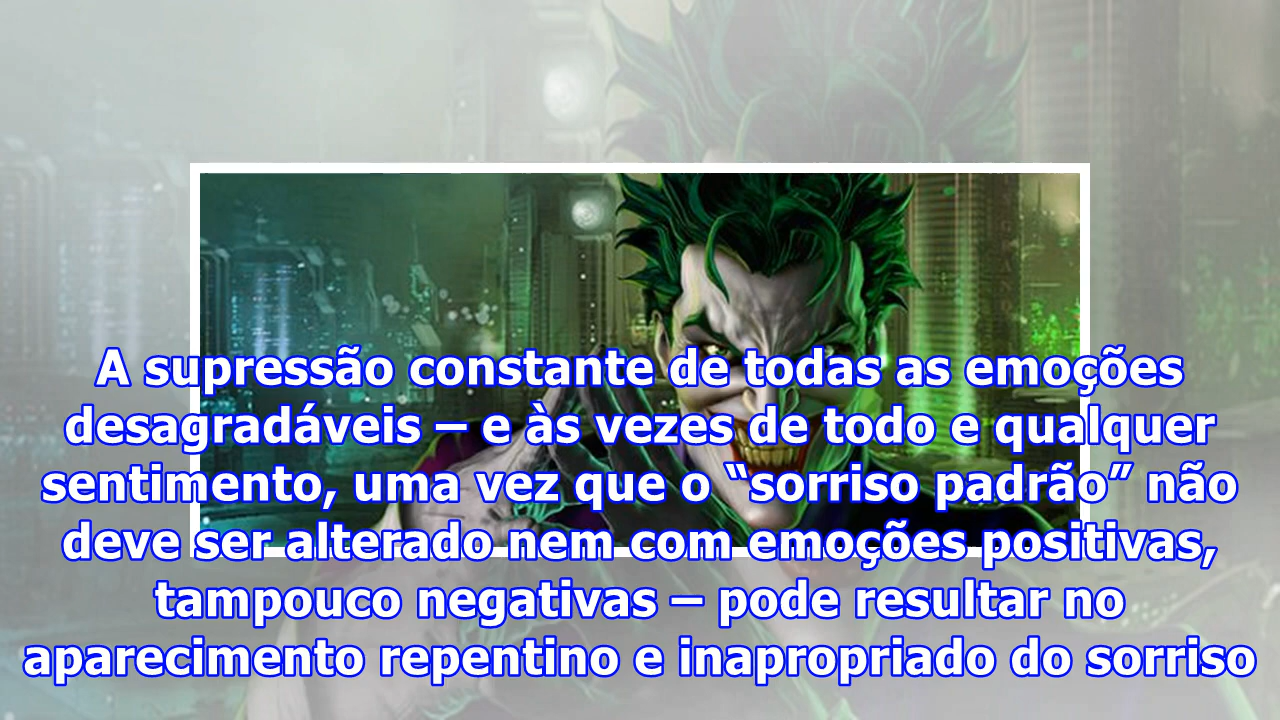 A supressão constante de todas as emoções
desagradáveis – e às vezes de todo e qualquer
sentimento, uma vez que o “sorriso padrão” não
deve ser alterado nem com emoções positivas,
tampouco negativas – pode resultar no
aparecimento repentino e inapropriado do sorriso